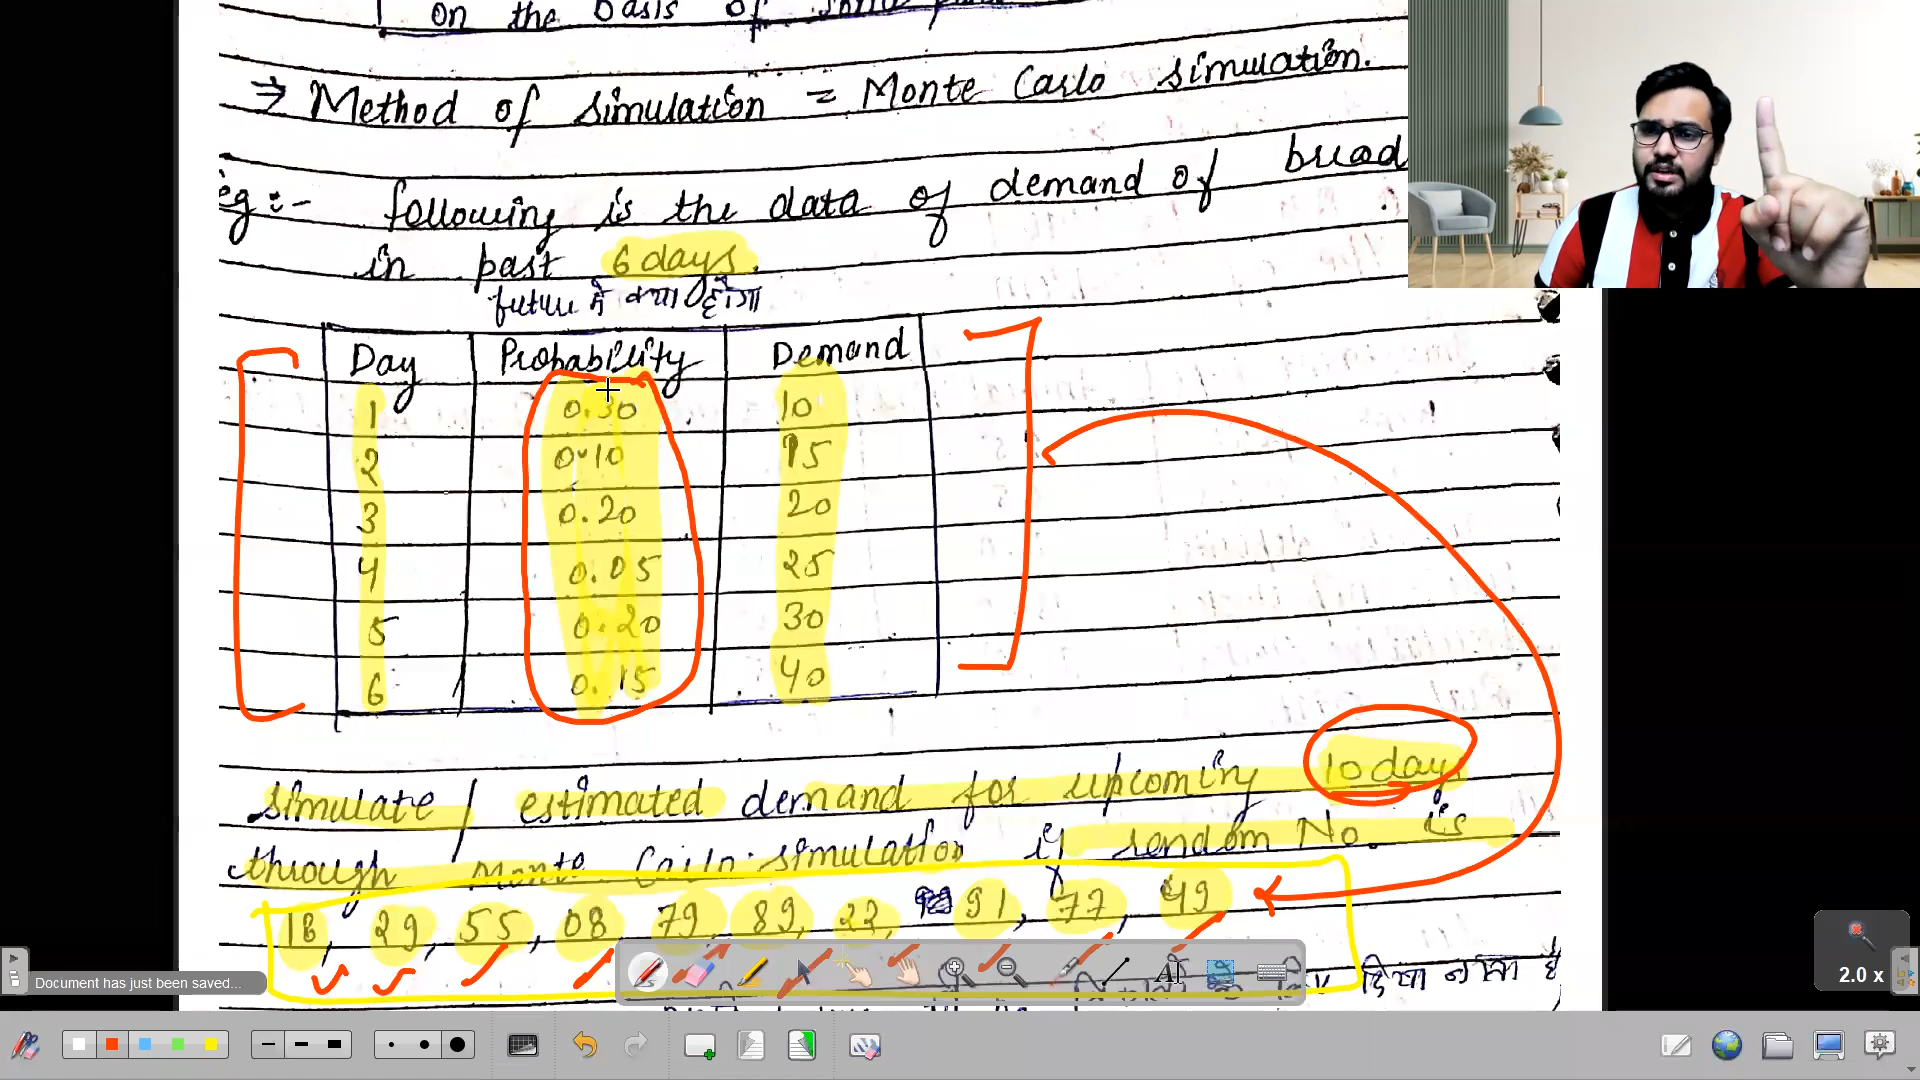 on the basis of some
⇒ Method of simulation = Monte Carlo simulation.
eg :- following is the data of demand of bread
in past 6 days.
future में क्या होगा
Day Probability Demand
1 0.30 10
2 0.10 15
3 0.20 20
4 0.05 25
5 0.20 30
6 0.15 40
simulate / estimated demand for upcoming 10 days
through monte Carlo simulation if random No. is
18, 29, 55, 08, 79, 89, 22, 91, 77, 49
दिया गया है
Document has just been saved...
2.0 x